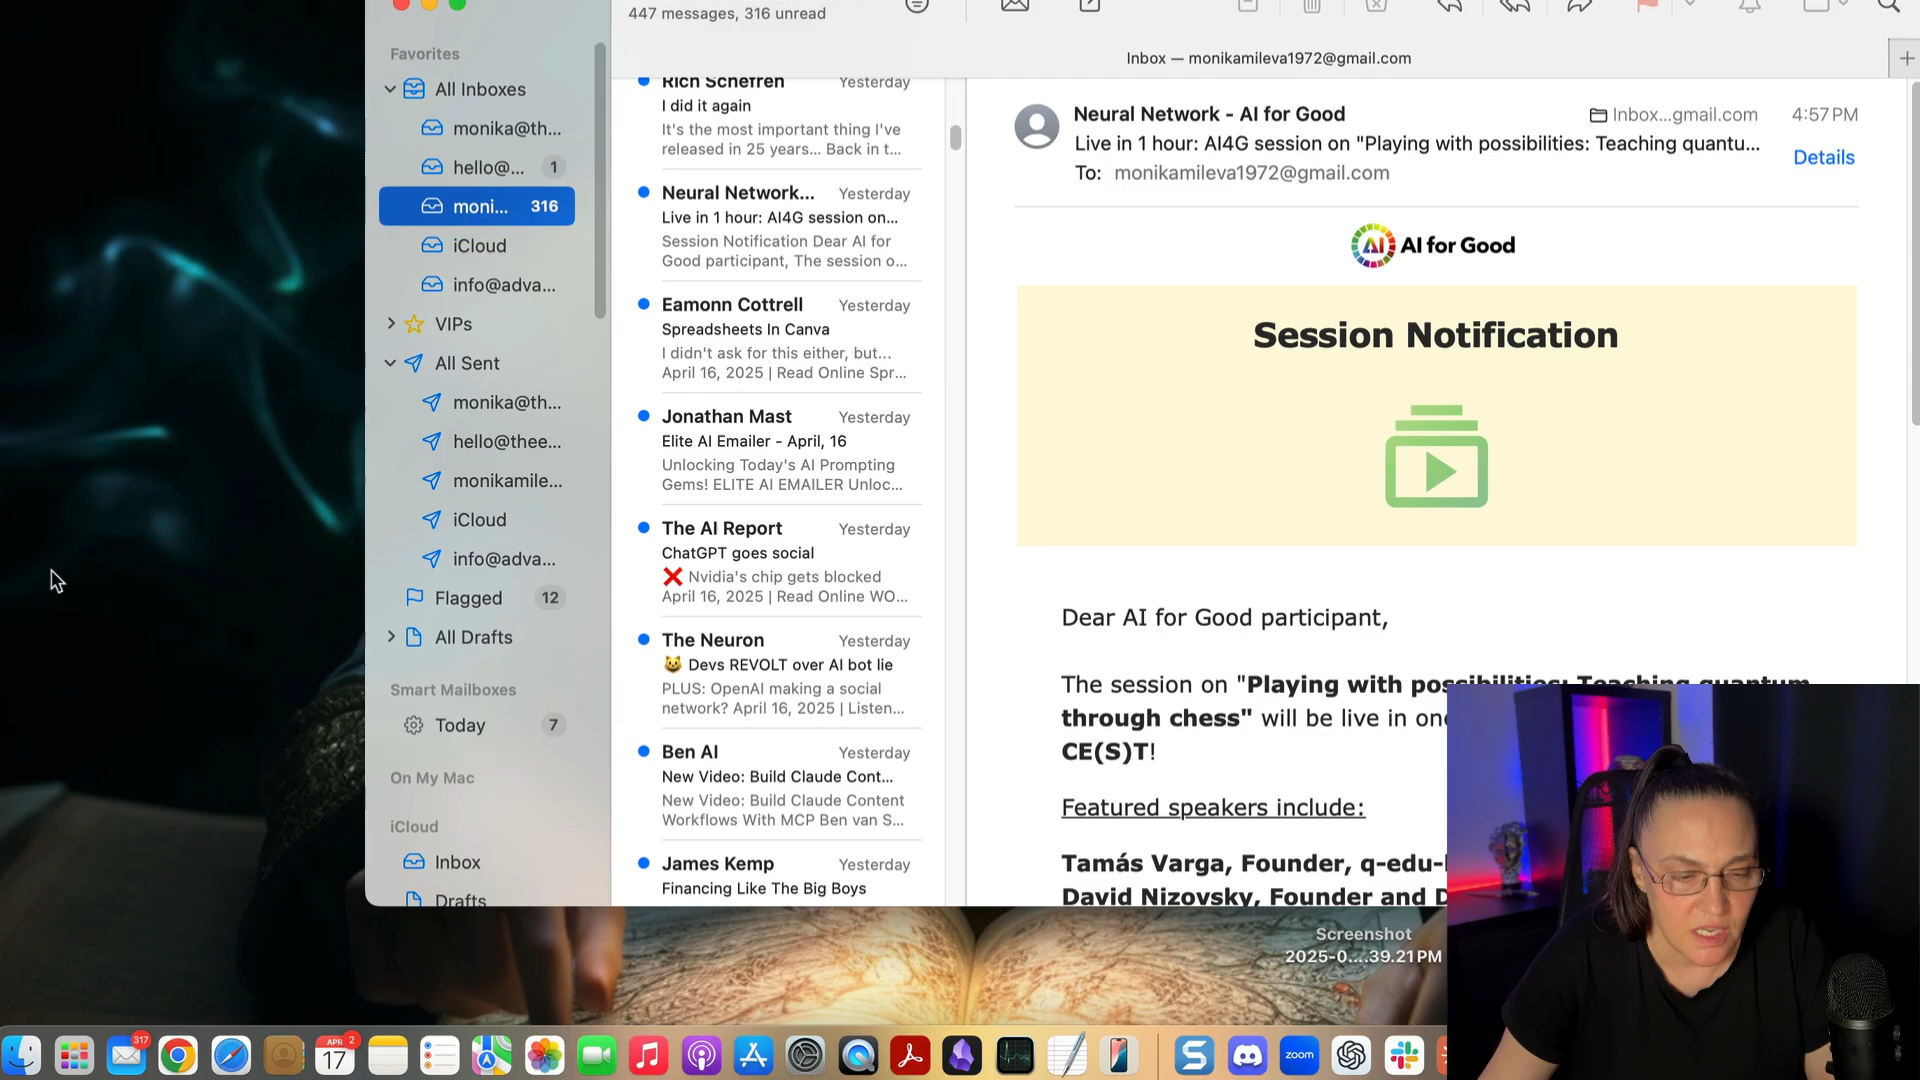 447 messages, 316 unread
Inbox — monikamileva1972@gmail.com
Favorites
All Inboxes
monika@th...
hello@...
1
moni...
316
iCloud
info@adva...
VIPs
All Sent
monika@th...
hello@thee...
monikamile...
iCloud
info@adva...
Flagged
12
All Drafts
Smart Mailboxes
Today
7
On My Mac
iCloud
Inbox
Drafts
Rich Schefren
Yesterday
I did it again
It's the most important thing I've
released in 25 years... Back in t...
Neural Network...
Yesterday
Live in 1 hour: AI4G session on...
Session Notification Dear AI for
Good participant, The session o...
Eamonn Cottrell
Yesterday
Spreadsheets In Canva
I didn't ask for this either, but...
April 16, 2025 | Read Online Spr...
Jonathan Mast
Yesterday
Elite AI Emailer - April, 16
Unlocking Today's AI Prompting
Gems! ELITE AI EMAILER Unloc...
The AI Report
Yesterday
ChatGPT goes social
❌ Nvidia's chip gets blocked
April 16, 2025 | Read Online WO...
The Neuron
Yesterday
😺 Devs REVOLT over AI bot lie
PLUS: OpenAI making a social
network? April 16, 2025 | Listen...
Ben AI
Yesterday
New Video: Build Claude Cont...
New Video: Build Claude Content
Workflows With MCP Ben van S...
James Kemp
Yesterday
Financing Like The Big Boys
Neural Network - AI for Good
Inbox...gmail.com
4:57 PM
Live in 1 hour: AI4G session on "Playing with possibilities: Teaching quantu...
Details
To: monikamileva1972@gmail.com
AI
AI for Good
Session Notification
Dear AI for Good participant,
The session on "Playing with possibilities: Teaching quantum
through chess" will be live in one
CE(S)T!
Featured speakers include:
Tamás Varga, Founder, q-edu-
David Nizovsky, Founder and
Screenshot
2025-0....39.21 PM
317
APR
2
17
S
zoom